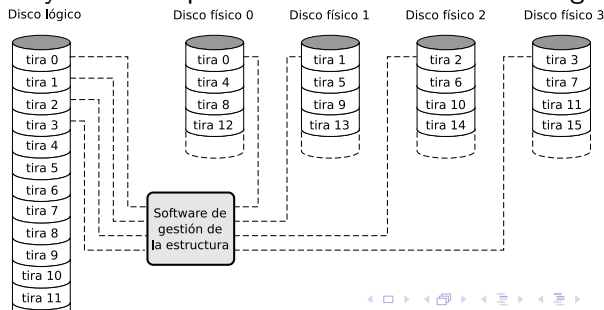 Disco lógico
Disco físico 0
Disco físico 1
Disco físico 2
Disco físico 3
tira 0
tira 1
tira 2
tira 3
tira 4
tira 5
tira 6
tira 7
tira 8
tira 9
tira 10
tira 11
tira 0
tira 4
tira 8
tira 12
tira 1
tira 5
tira 9
tira 13
tira 2
tira 6
tira 10
tira 14
tira 3
tira 7
tira 11
tira 15
Software de
gestión de
la estructura